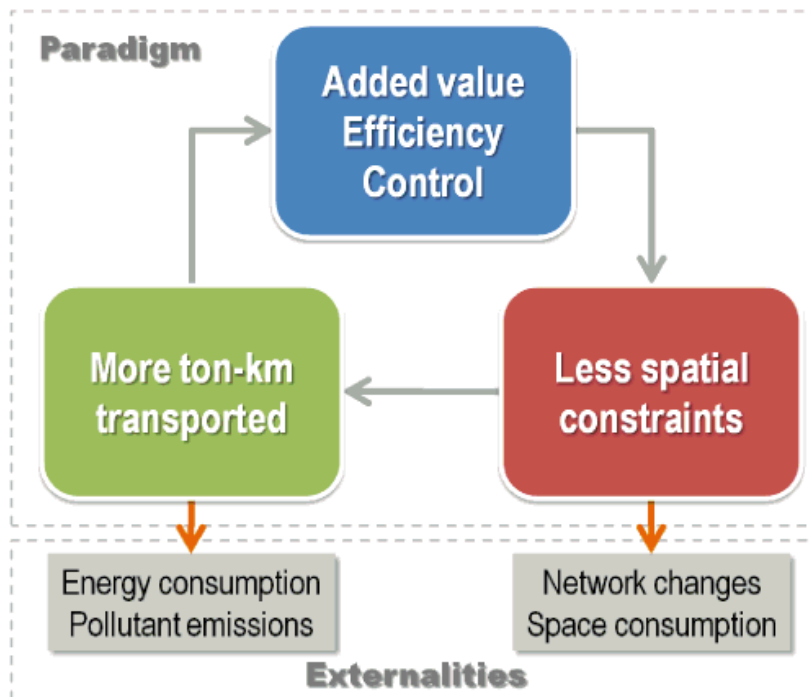 Paradigm
Added value
Efficiency
Control
More ton-km
transported
Less spatial
constraints
Energy consumption
Pollutant emissions
Network changes
Space consumption
Externalities